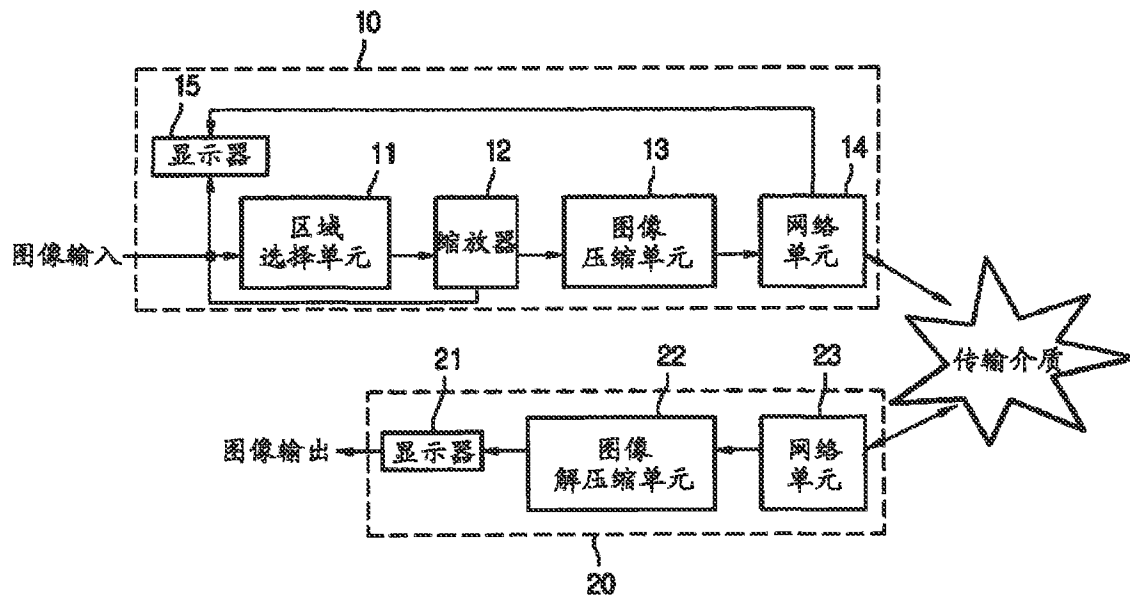 10
15
显示器
11
12
13
14
区域
选择单元
缩放器
图像
压缩单元
网络
单元
图像输入
传输介质
21
22
23
图像输出
显示器
图像
解压缩单元
网络
单元
20